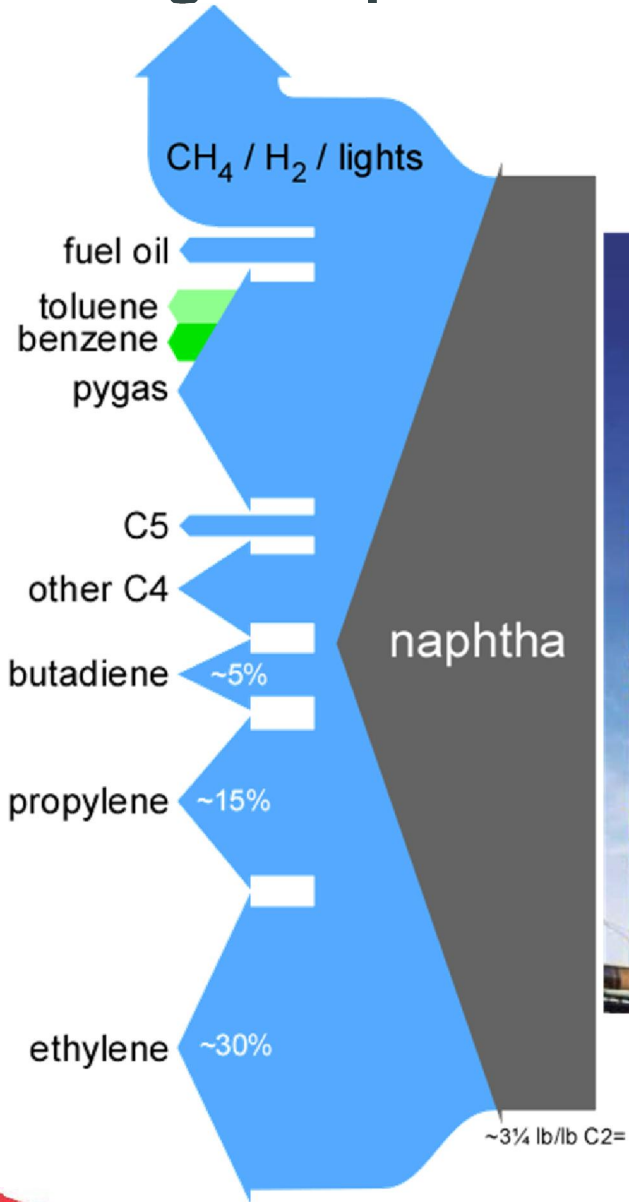 CH4 / H2 / lights
fuel oil
toluene
benzene
pygas
C5
other C4
butadiene
~5%
naphtha
propylene
~15%
ethylene
~30%
~3¼ lb/lb C2=